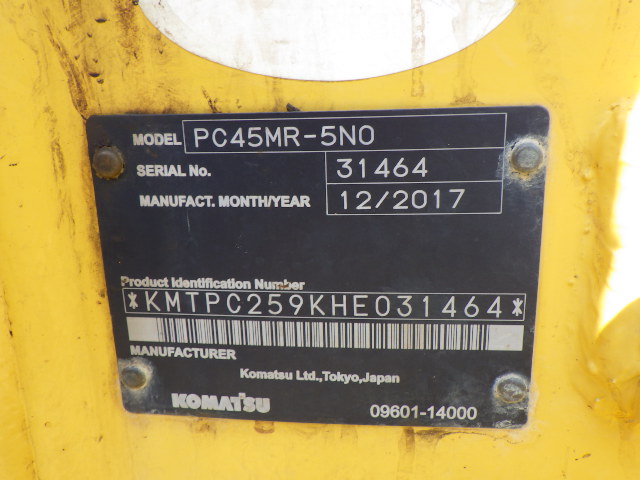 MODEL PC45MR-5N0
SERIAL No. 31464
MANUFACT. MONTH/YEAR 12/2017
Product Identification Number
*KMTPC259KHE031464*
MANUFACTURER
Komatsu Ltd.,Tokyo,Japan
KOMATSU 09601-14000